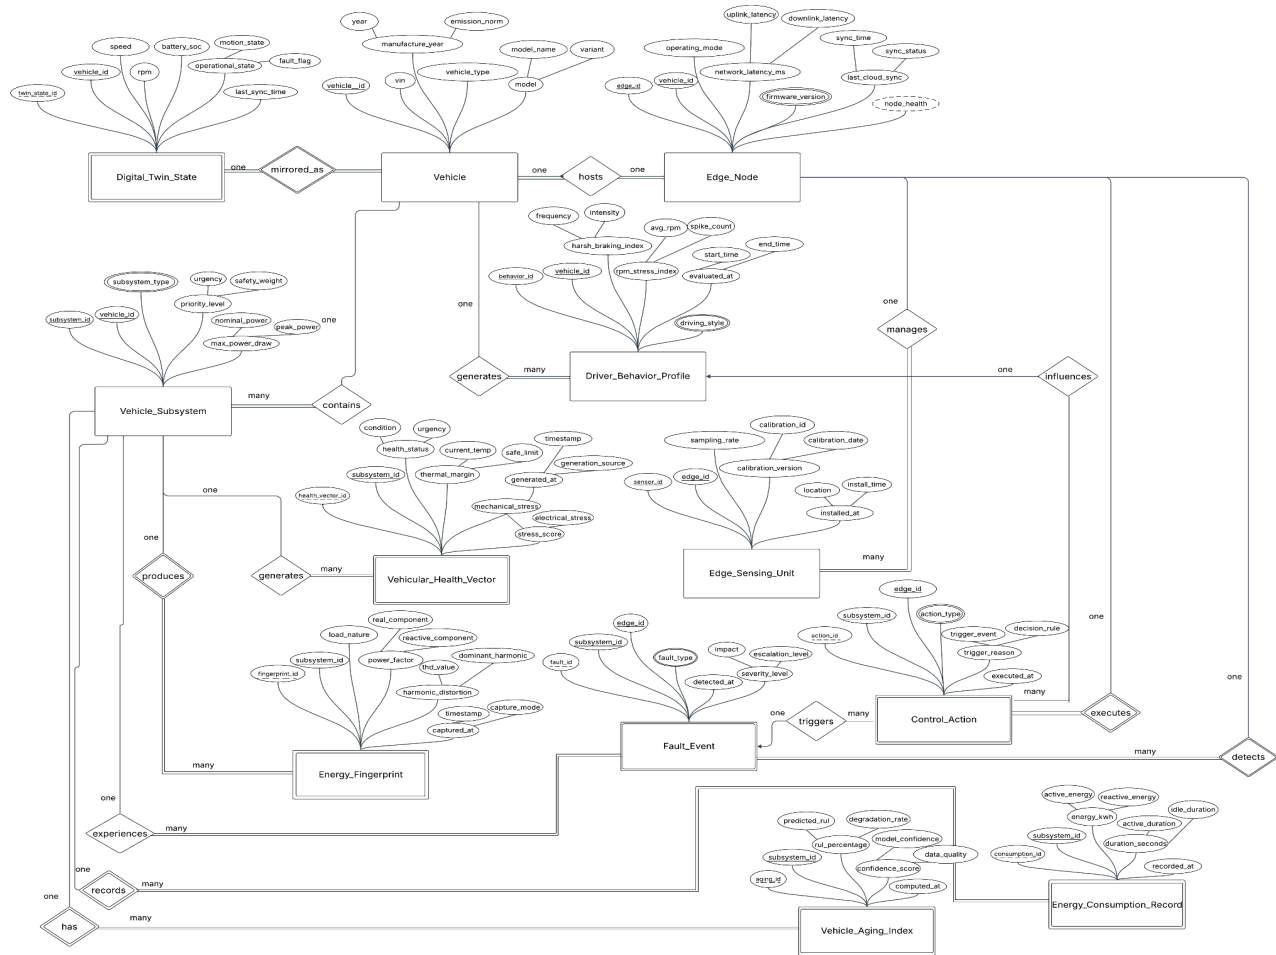 year
emission_norm
manufacture_year
vehicle__id
vin
vehicle_type
model_name
variant
model
speed
battery_soc
motion_state
fault_flag
operational_state
vehicle_id
rpm
twin_state_id
last_sync_time
uplink_latency
downlink_latency
operating_mode
sync_time
sync_status
network_latency_ms
last_cloud_sync
edge_id
vehicle_id
firmware_version
node_health
Digital_Twin_State
one
mirrored_as
Vehicle
one
hosts
one
Edge_Node
frequency
intensity
harsh_braking_index
avg_rpm
spike_count
rpm_stress_index
start_time
end_time
evaluated_at
behavior_id
vehicle_id
driving_style
one
generates
many
Driver_Behavior_Profile
one
manages
one
influences
subsystem_type
urgency
safety_weight
priority_level
subsystem_id
vehicle_id
nominal_power
peak_power
max_power_draw
one
Vehicle_Subsystem
many
contains
condition
urgency
health_status
current_temp
safe_limit
thermal_margin
timestamp
generation_source
generated_at
subsystem_id
health_vector_id
mechanical_stress
electrical_stress
stress_score
one
generates
many
Vehicular_Health_Vector
sampling_rate
calibration_id
calibration_date
calibration_version
sensor_id
edge_id
location
install_time
installed_at
Edge_Sensing_Unit
many
one
produces
many
real_component
load_nature
reactive_component
power_factor
subsystem_id
fingerprint_id
thd_value
dominant_harmonic
harmonic_distortion
timestamp
capture_mode
captured_at
Energy_Fingerprint
edge_id
subsystem_id
fault_id
fault_type
impact
escalation_level
severity_level
detected_at
Fault_Event
one
triggers
many
edge_id
subsystem_id
action_id
action_type
trigger_event
decision_rule
trigger_reason
executed_at
Control_Action
many
one
executes
one
many
detects
one
experiences
many
one
records
many
one
has
many
predicted_rul
degradation_rate
rul_percentage
model_confidence
data_quality
confidence_score
subsystem_id
aging_id
computed_at
Vehicle_Aging_Index
active_energy
reactive_energy
energy_kwh
idle_duration
active_duration
duration_seconds
subsystem_id
consumption_id
recorded_at
Energy_Consumption_Record